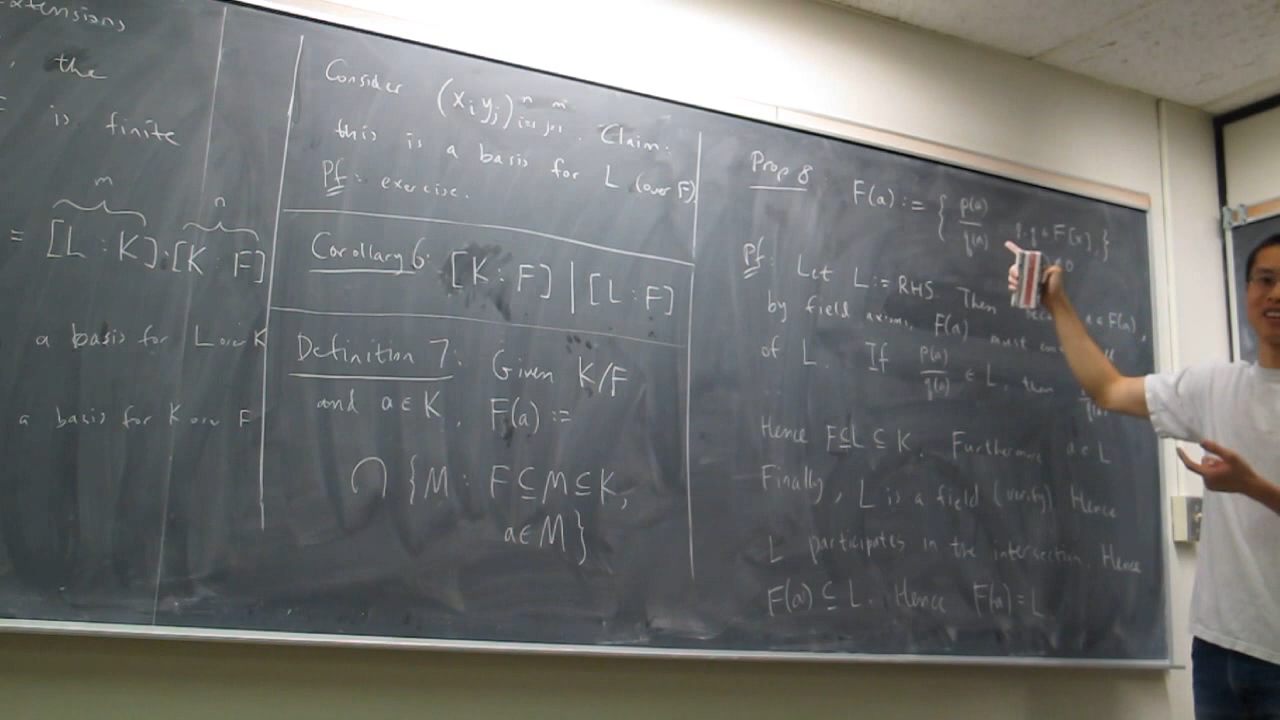 extensions
, the
is finite
m n
= [L : K] · [K : F]
a basis for L over K
a basis for K over F
Consider (x_i y_j)_{i=1}^{n} {}_{j=1}^{m}. Claim:
this is a basis for L (over F)
Pf: exercise.
Corollary 6: [K : F] | [L : F]
Definition 7: Given K/F
and a ∈ K, F(a) :=
∩ {M : F ⊆ M ⊆ K,
a ∈ M}
Prop 8 F(a) := { p(a)/q(a) : p, q ∈ F[x], ≠ 0 }
Pf: Let L := RHS. Then a ∈ F(a),
by field axioms, F(a) must
of L. If p(a)/q(a) ∈ L, then
Hence F ⊆ L ⊆ K. Furthermore a ∈ L
Finally, L is a field (verify). Hence
L participates in the intersection. Hence
F(a) ⊆ L. Hence F(a) = L